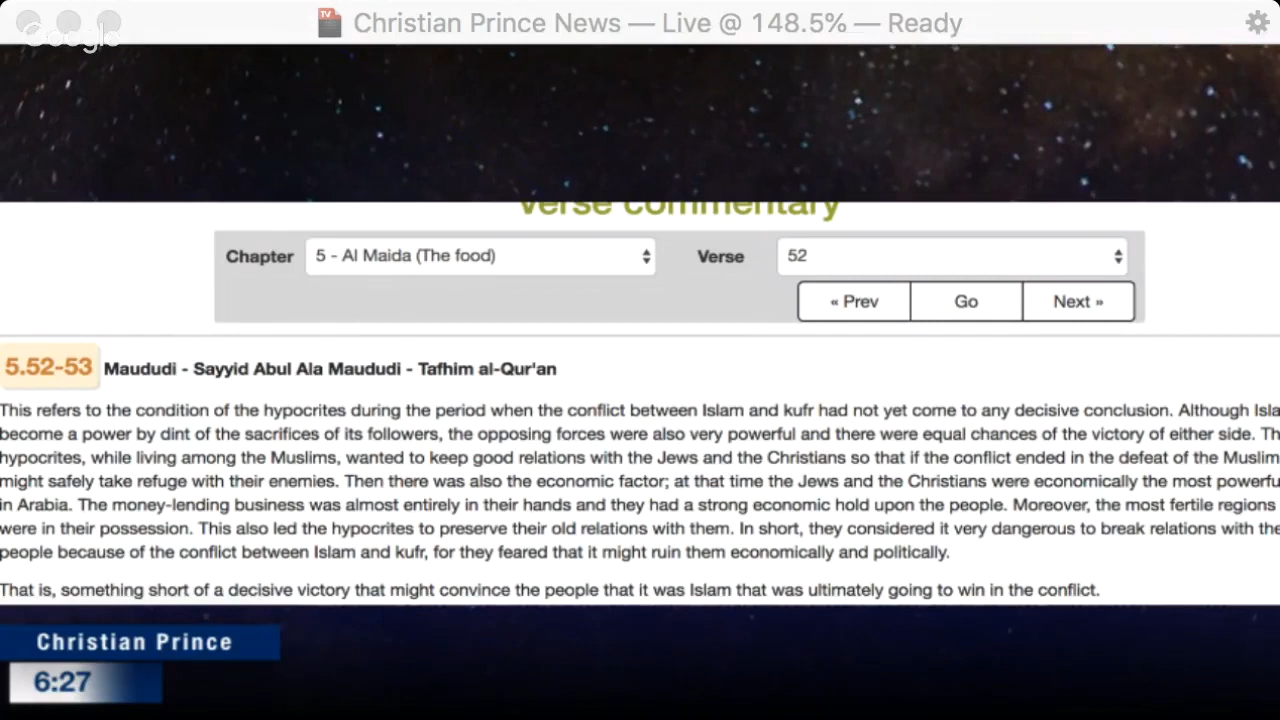 Christian Prince News — Live @ 148.5% — Ready
Google
verse commentary
Chapter 5 - Al Maida (The food) Verse 52
« Prev Go Next »
5.52-53 Maududi - Sayyid Abul Ala Maududi - Tafhim al-Qur'an
This refers to the condition of the hypocrites during the period when the conflict between Islam and kufr had not yet come to any decisive conclusion. Although Isla
become a power by dint of the sacrifices of its followers, the opposing forces were also very powerful and there were equal chances of the victory of either side. Th
hypocrites, while living among the Muslims, wanted to keep good relations with the Jews and the Christians so that if the conflict ended in the defeat of the Muslim
might safely take refuge with their enemies. Then there was also the economic factor; at that time the Jews and the Christians were economically the most powerfu
in Arabia. The money-lending business was almost entirely in their hands and they had a strong economic hold upon the people. Moreover, the most fertile regions
were in their possession. This also led the hypocrites to preserve their old relations with them. In short, they considered it very dangerous to break relations with the
people because of the conflict between Islam and kufr, for they feared that it might ruin them economically and politically.
That is, something short of a decisive victory that might convince the people that it was Islam that was ultimately going to win in the conflict.
Christian Prince
6:27